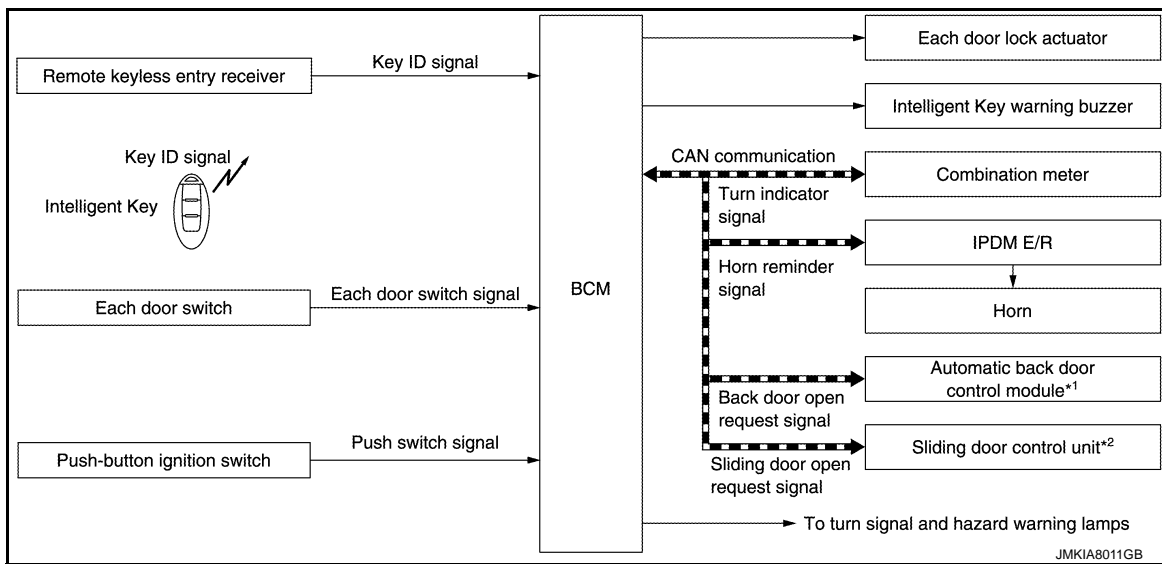 Remote keyless entry receiver
Key ID signal
Key ID signal
Intelligent Key
Each door switch
Each door switch signal
Push-button ignition switch
Push switch signal
BCM
Each door lock actuator
Intelligent Key warning buzzer
CAN communication
Combination meter
Turn indicator
signal
IPDM E/R
Horn reminder
signal
Horn
Automatic back door
control module*1
Back door open
request signal
Sliding door control unit*2
Sliding door open
request signal
To turn signal and hazard warning lamps
JMKIA8011GB